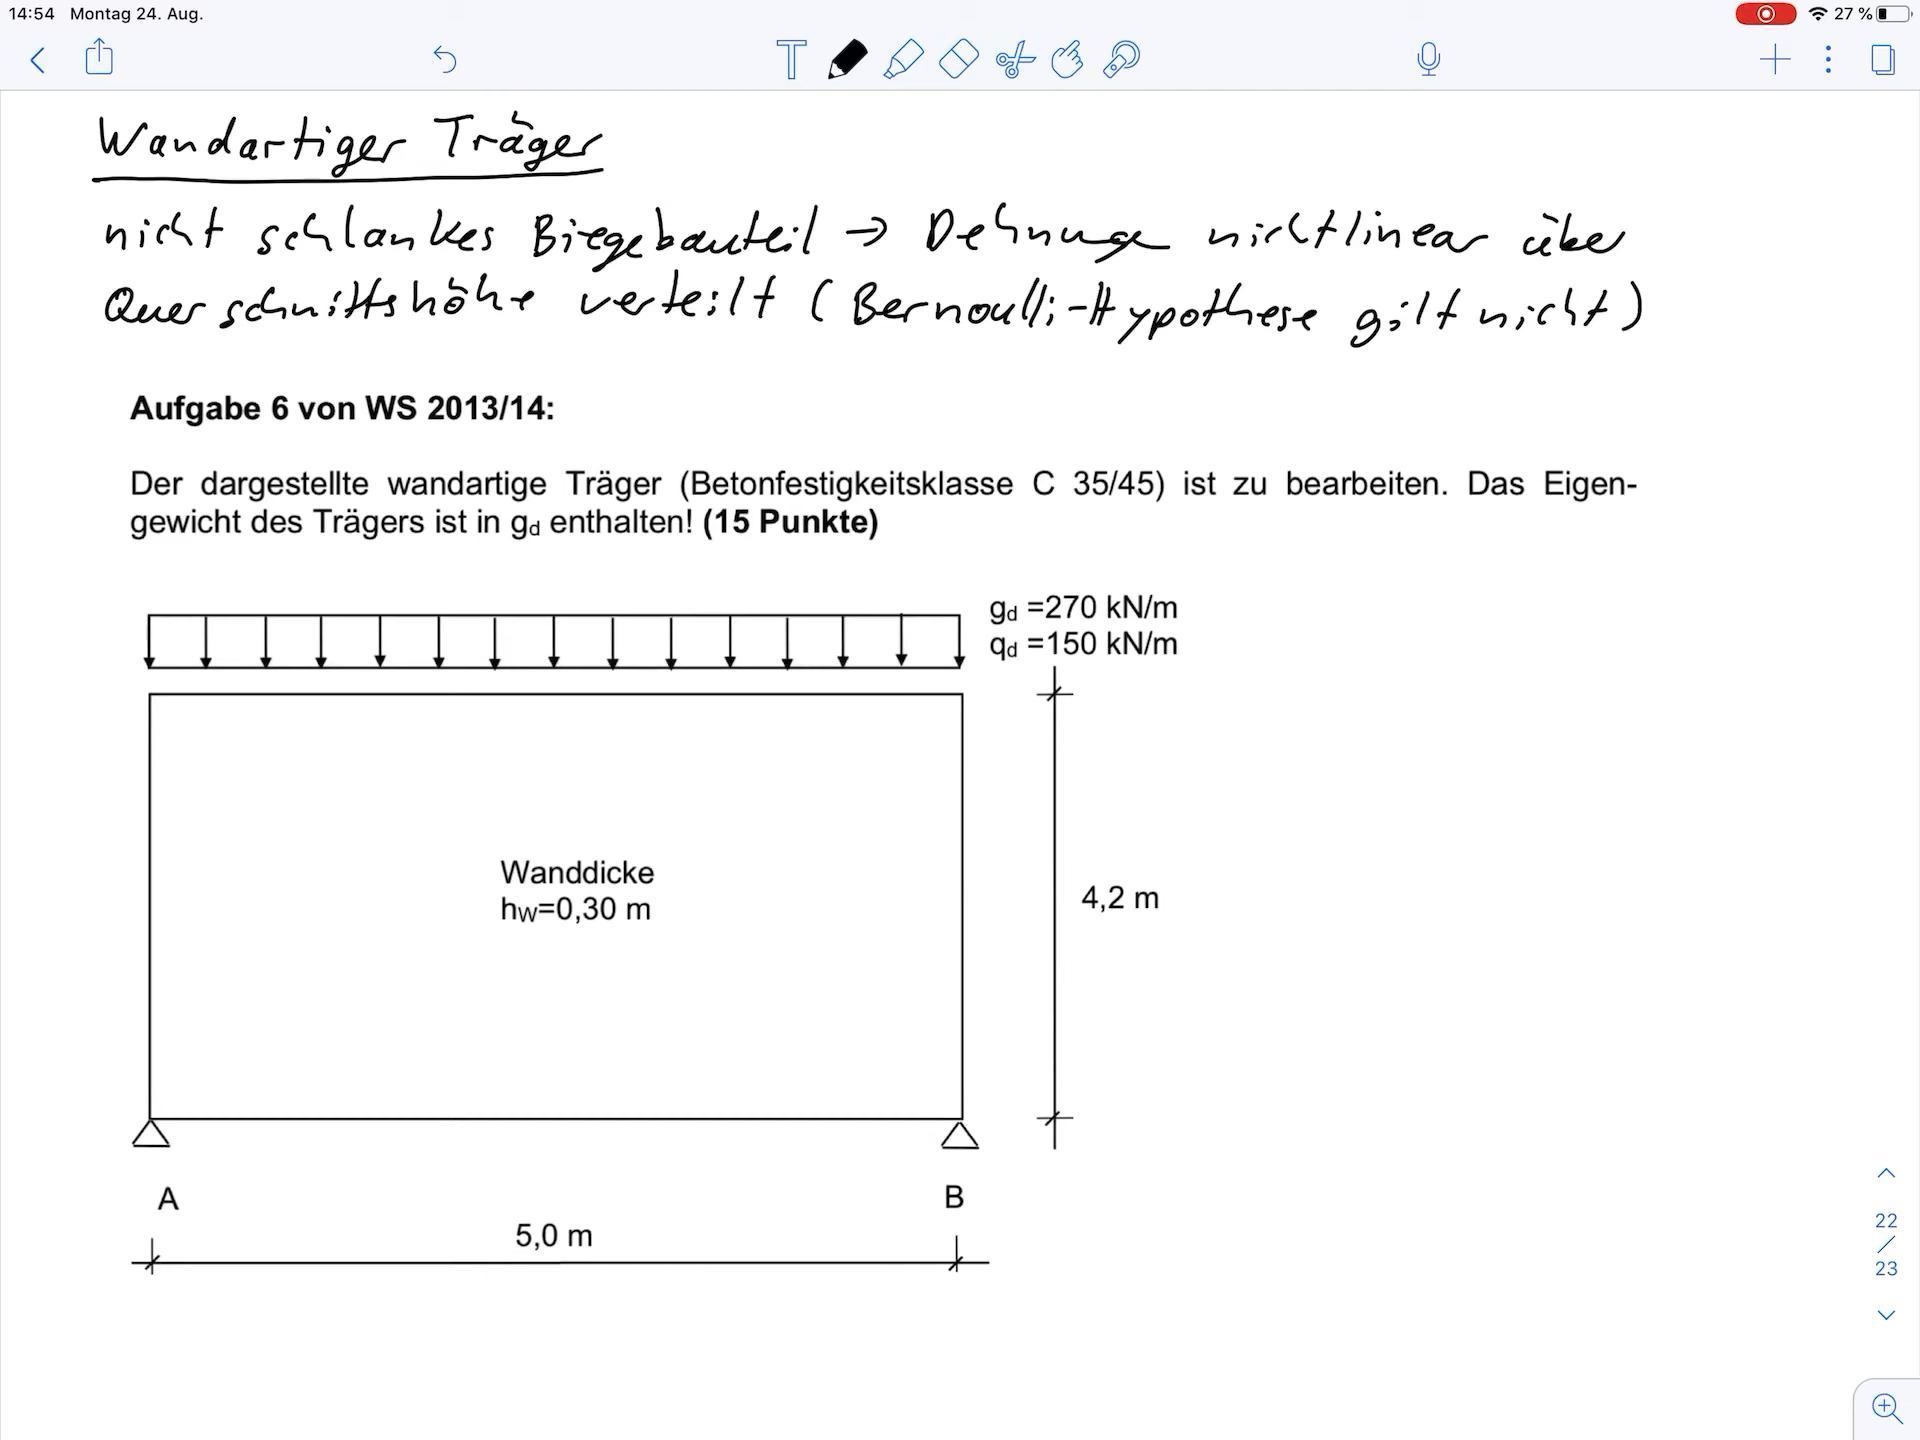 14:54 Montag 24. Aug.
27 %
Wandartiger Träger
nicht schlankes Biegebauteil → Dehnung nichtlinear über
Querschnittshöhe verteilt (Bernoulli-Hypothese gilt nicht)
Aufgabe 6 von WS 2013/14:
Der dargestellte wandartige Träger (Betonfestigkeitsklasse C 35/45) ist zu bearbeiten. Das Eigen-
gewicht des Trägers ist in gd enthalten! (15 Punkte)
gd =270 kN/m
qd =150 kN/m
Wanddicke
hw=0,30 m
4,2 m
A B
5,0 m
22
/
23